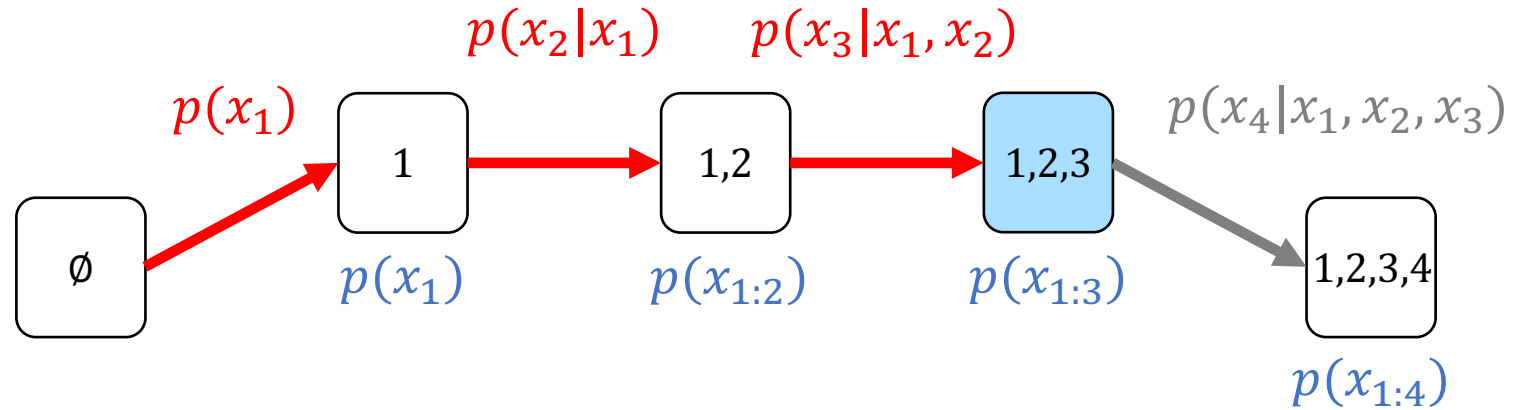 p(x₂|x₁) p(x₃|x₁, x₂)
p(x₁) p(x₄|x₁, x₂, x₃)
1 1,2 1,2,3
∅ 1,2,3,4
p(x₁) p(x₁:₂) p(x₁:₃)
p(x₁:₄)